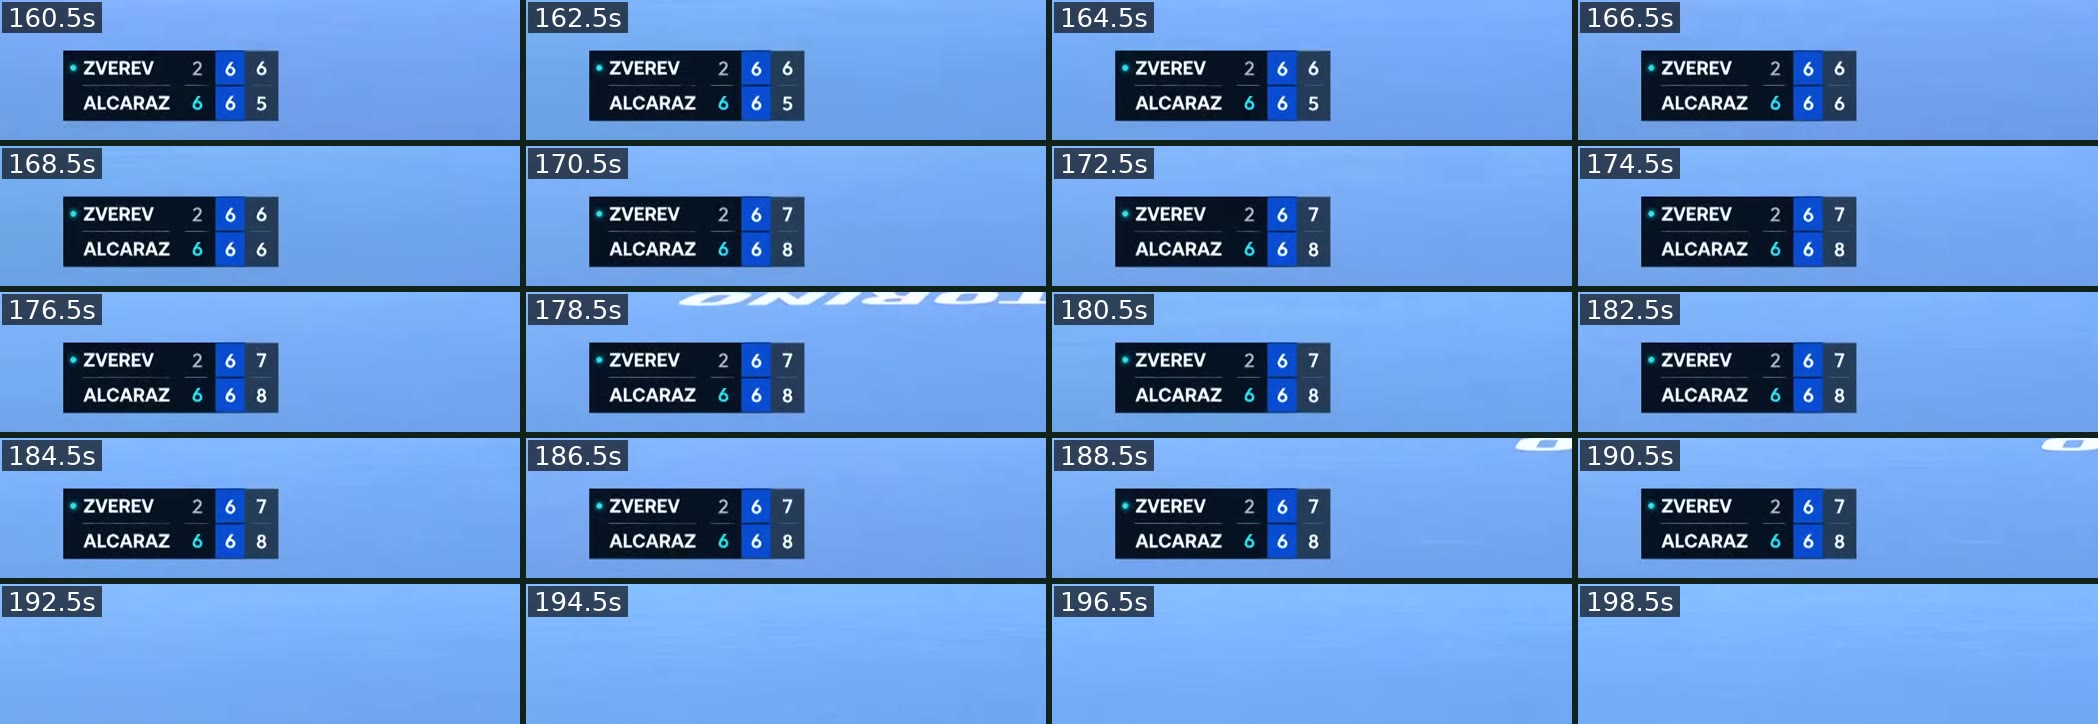 160.5s
ZVEREV 2 6 6
ALCARAZ 6 6 5
162.5s
ZVEREV 2 6 6
ALCARAZ 6 6 5
164.5s
ZVEREV 2 6 6
ALCARAZ 6 6 5
166.5s
ZVEREV 2 6 6
ALCARAZ 6 6 6
168.5s
ZVEREV 2 6 6
ALCARAZ 6 6 6
170.5s
ZVEREV 2 6 7
ALCARAZ 6 6 8
172.5s
ZVEREV 2 6 7
ALCARAZ 6 6 8
174.5s
ZVEREV 2 6 7
ALCARAZ 6 6 8
176.5s
ZVEREV 2 6 7
ALCARAZ 6 6 8
178.5s
TORINO
ZVEREV 2 6 7
ALCARAZ 6 6 8
180.5s
ZVEREV 2 6 7
ALCARAZ 6 6 8
182.5s
ZVEREV 2 6 7
ALCARAZ 6 6 8
184.5s
ZVEREV 2 6 7
ALCARAZ 6 6 8
186.5s
ZVEREV 2 6 7
ALCARAZ 6 6 8
188.5s
ZVEREV 2 6 7
ALCARAZ 6 6 8
190.5s
ZVEREV 2 6 7
ALCARAZ 6 6 8
192.5s
194.5s
196.5s
198.5s